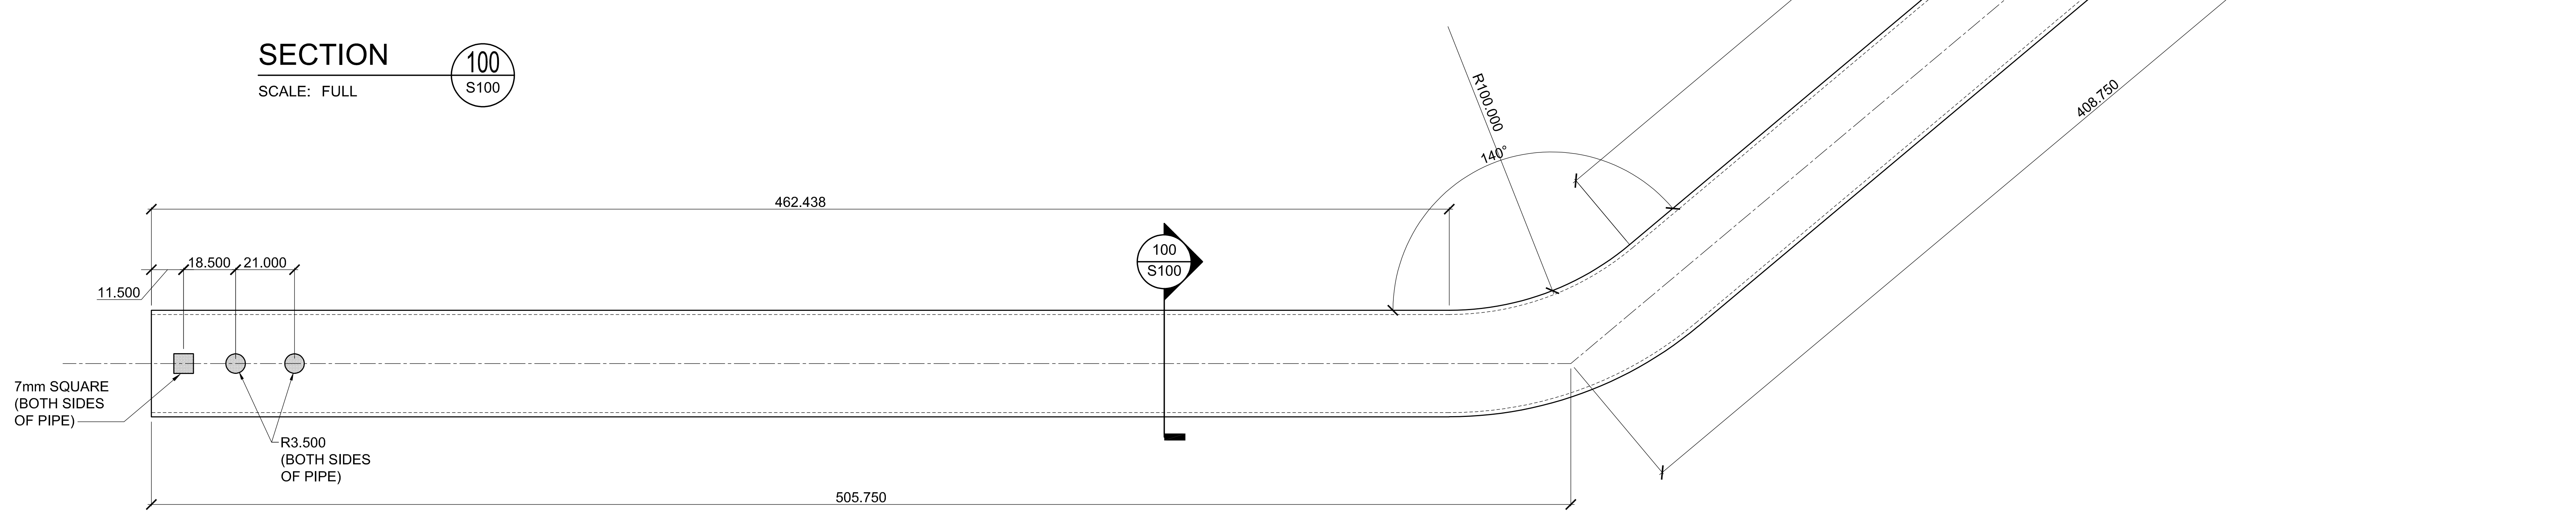 SECTION
100
S100
SCALE: FULL
R100.000
140°
408.750
462.438
18.500
21.000
11.500
100
S100
7mm SQUARE
(BOTH SIDES
OF PIPE)
R3.500
(BOTH SIDES
OF PIPE)
505.750